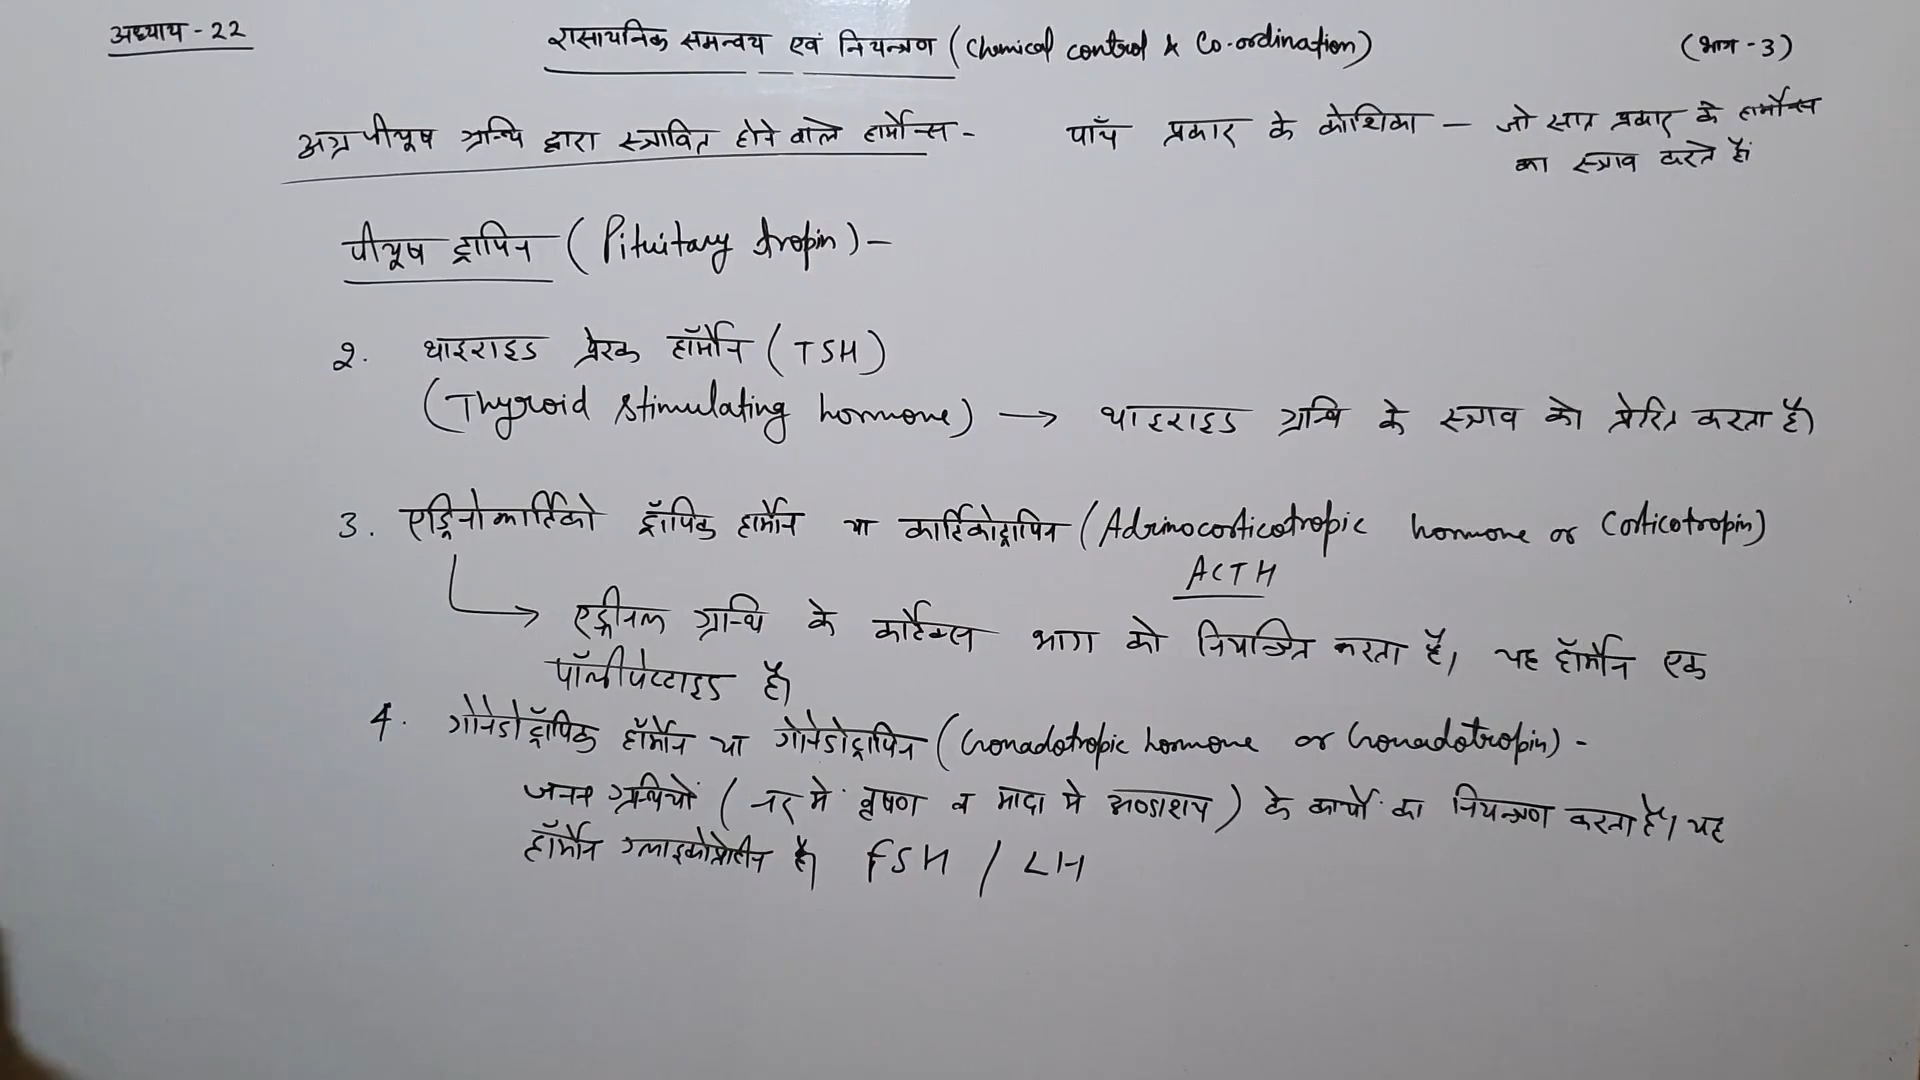 अध्याय - 22
रासायनिक समन्वय एवं नियन्त्रण (Chemical control & Co-ordination)
(भाग - 3)
अग्र पीयूष ग्रन्थि द्वारा स्त्रावित होने वाले हार्मोन्स - पाँच प्रकार के कोशिका - जो सात प्रकार के हार्मोन्स
का स्त्राव करते हैं।
पीयूष ट्रापिन (Pituitary tropin) -
2. थाइराइड प्रेरक हॉर्मोन (TSH)
(Thyroid stimulating hormone) → थाइराइड ग्रन्थि के स्त्राव को प्रेरित करता है।
3. एड्रिनोकार्टिको ट्रॉपिक हार्मोन या कार्टिकोट्रापिन (Adrinocorticotropic hormone or Corticotropin)
ACTH
→ एड्रीनल ग्रन्थि के कार्टेक्स भाग को नियन्त्रित करता है, यह हॉर्मोन एक
पॉलीपेप्टाइड है।
4. गोनेडोट्रॉपिक हॉर्मोन या गोनेडोट्रापिन (Gonadotropic hormone or Gonadotropin) -
जनन ग्रन्थियों (नर मे वृषण व मादा मे अण्डाशय) के कार्यो का नियन्त्रण करता है। यह
हॉर्मोन ग्लाइकोप्रोटीन है। FSH / LH